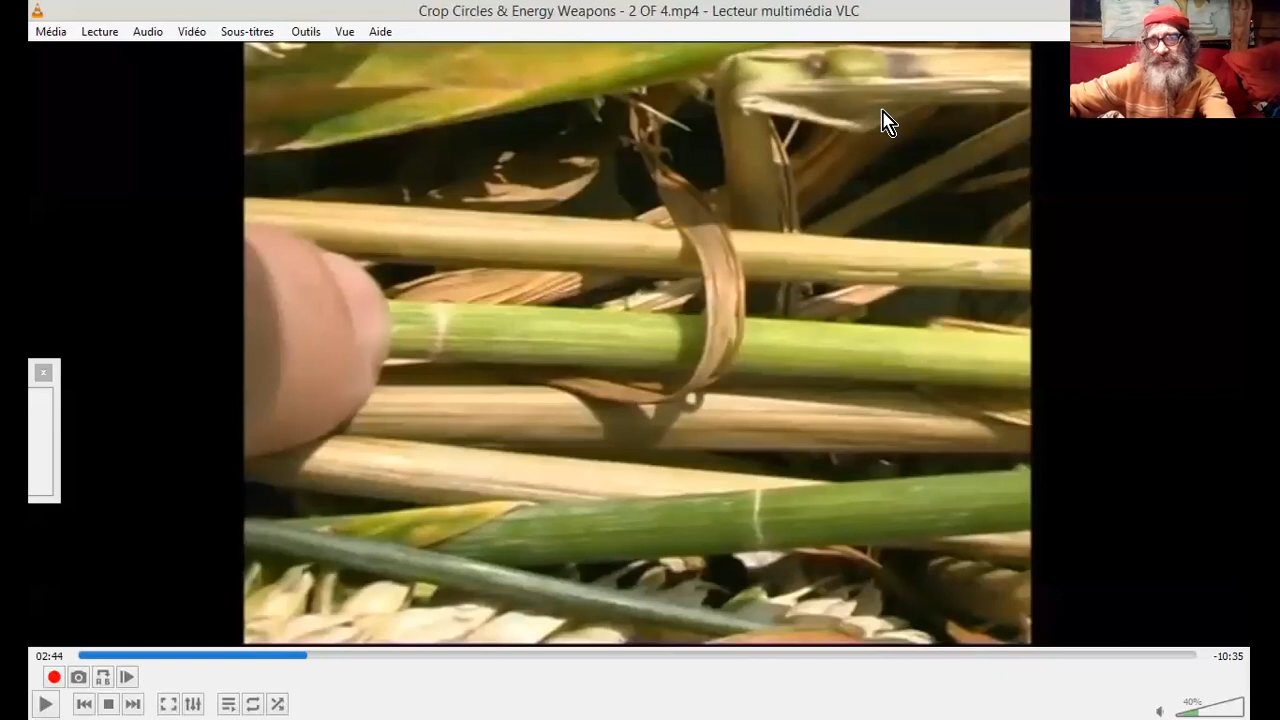 Crop Circles & Energy Weapons - 2 OF 4.mp4 - Lecteur multimédia VLC
Média Lecture Audio Vidéo Sous-titres Outils Vue Aide
x
02:44
-10:35
A B
40%